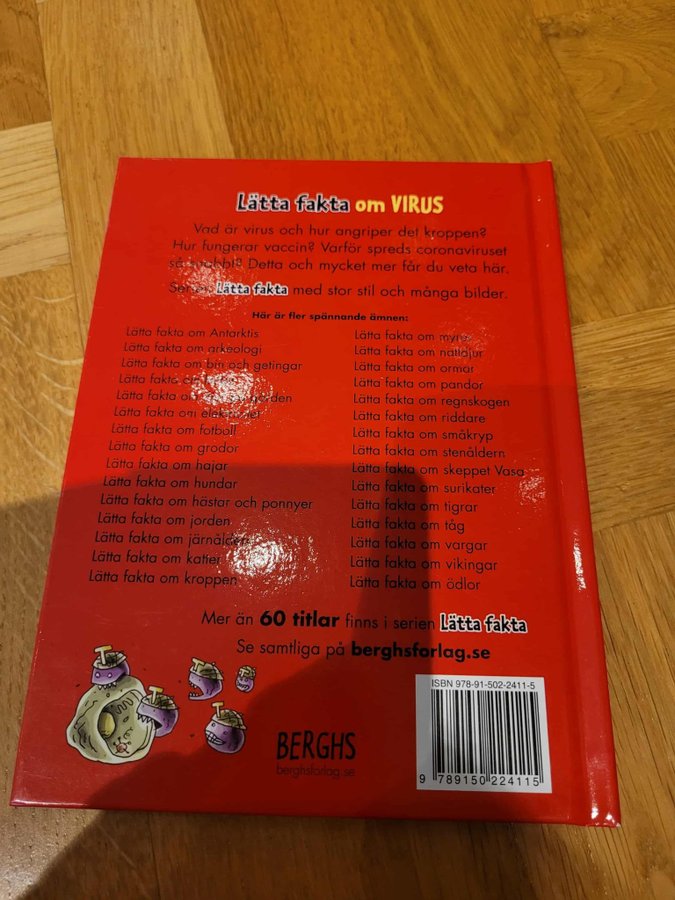 Lätta fakta om VIRUS
Vad är virus och hur angriper det kroppen?
Hur fungerar vaccin? Varför spreds coronaviruset
så snabbt? Detta och mycket mer får du veta här.
Serien Lätta fakta med stor stil och många bilder.
Här är fler spännande ämnen:
Lätta fakta om Antarktis
Lätta fakta om arkeologi
Lätta fakta om bin och getingar
Lätta fakta om
Lätta fakta om gården
Lätta fakta om elektricitet
Lätta fakta om fotboll
Lätta fakta om grodor
Lätta fakta om hajar
Lätta fakta om hundar
Lätta fakta om hästar och ponnyer
Lätta fakta om jorden
Lätta fakta om järnåldern
Lätta fakta om katter
Lätta fakta om kroppen
Lätta fakta om myror
Lätta fakta om nattdjur
Lätta fakta om ormar
Lätta fakta om pandor
Lätta fakta om regnskogen
Lätta fakta om riddare
Lätta fakta om småkryp
Lätta fakta om stenåldern
Lätta fakta om skeppet Vasa
Lätta fakta om surikater
Lätta fakta om tigrar
Lätta fakta om tåg
Lätta fakta om vargar
Lätta fakta om vikingar
Lätta fakta om ödlor
Mer än 60 titlar finns i serien Lätta fakta
Se samtliga på berghsforlag.se
BERGHS
berghsforlag.se
ISBN 978-91-502-2411-5
9 789150 224115